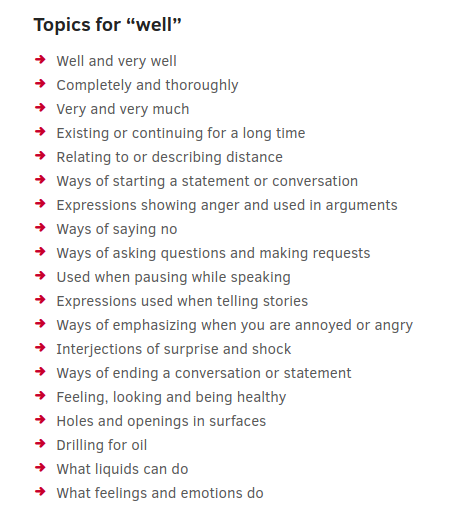 Topics for “well”
Well and very well
Completely and thoroughly
Very and very much
Existing or continuing for a long time
Relating to or describing distance
Ways of starting a statement or conversation
Expressions showing anger and used in arguments
Ways of saying no
Ways of asking questions and making requests
Used when pausing while speaking
Expressions used when telling stories
Ways of emphasizing when you are annoyed or angry
Interjections of surprise and shock
Ways of ending a conversation or statement
Feeling, looking and being healthy
Holes and openings in surfaces
Drilling for oil
What liquids can do
What feelings and emotions do